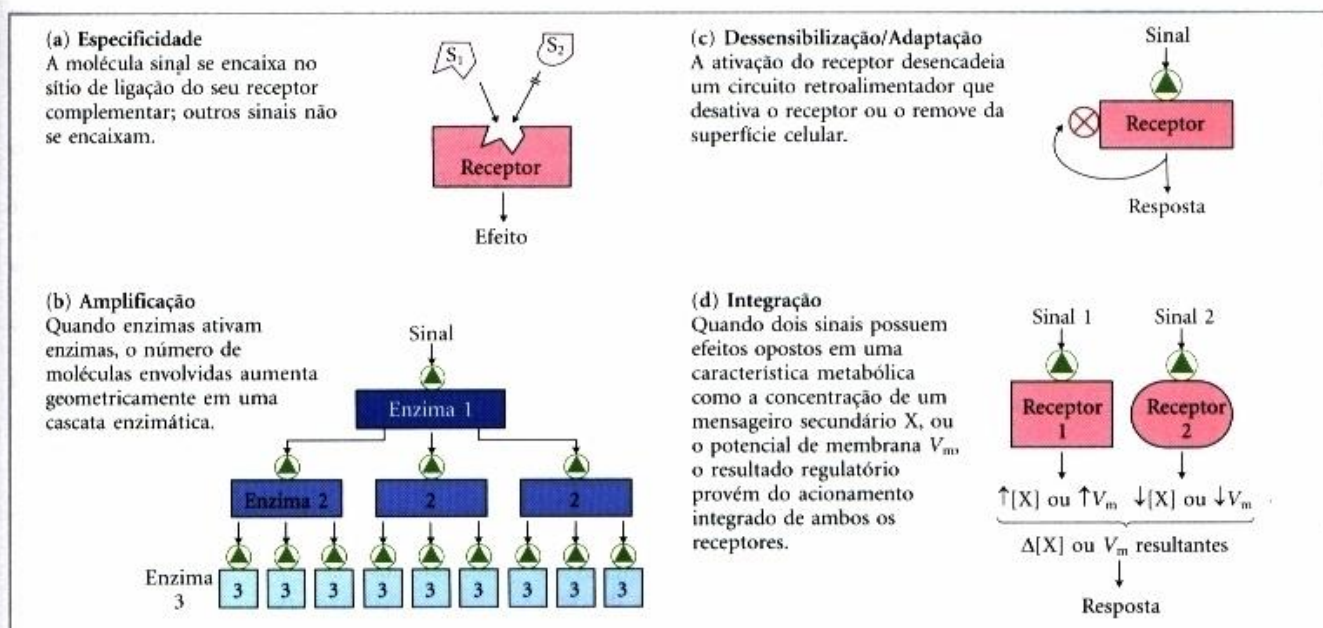 (a) Especificidade
A molécula sinal se encaixa no
sítio de ligação do seu receptor
complementar; outros sinais não
se encaixam.
S1
S2
Receptor
Efeito
(b) Amplificação
Quando enzimas ativam
enzimas, o número de
moléculas envolvidas aumenta
geometricamente em uma
cascata enzimática.
Sinal
Enzima 1
Enzima 2 2 2
Enzima
3
3 3 3 3 3 3 3 3 3
(c) Dessensibilização/Adaptação
A ativação do receptor desencadeia
um circuito retroalimentador que
desativa o receptor ou o remove da
superfície celular.
Sinal
Receptor
Resposta
(d) Integração
Quando dois sinais possuem
efeitos opostos em uma
característica metabólica
como a concentração de um
mensageiro secundário X, ou
o potencial de membrana Vm,
o resultado regulatório
provém do acionamento
integrado de ambos os
receptores.
Sinal 1 Sinal 2
Receptor
1
Receptor
2
↑[X] ou ↑Vm ↓[X] ou ↓Vm
Δ[X] ou Vm resultantes
Resposta